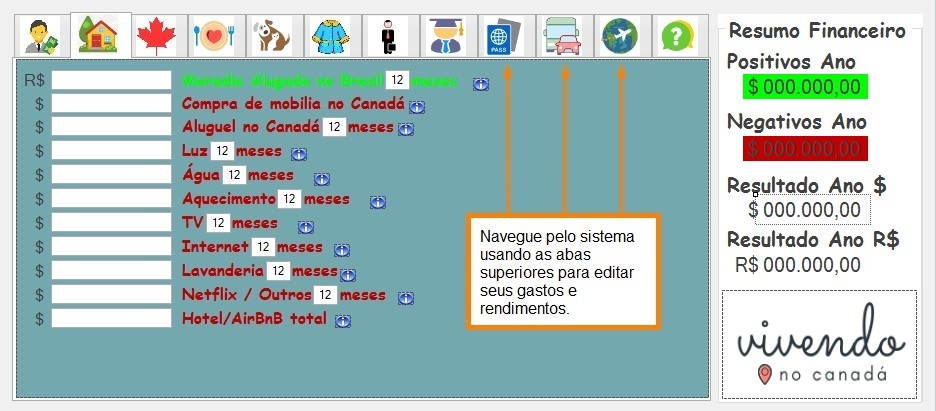 PASS
R$ Moradia Alugada no Brasil 12 meses
$ Compra de mobilia no Canadá
$ Aluguel no Canadá 12 meses
$ Luz 12 meses
$ Água 12 meses
$ Aquecimento 12 meses
$ TV 12 meses
$ Internet 12 meses
$ Lavanderia 12 meses
$ Netflix / Outros 12 meses
$ Hotel/AirBnB total
Navegue pelo sistema
usando as abas
superiores para editar
seus gastos e
rendimentos.
Resumo Financeiro
Positivos Ano
$ 000.000,00
Negativos Ano
$ 000.000,00
Resultado Ano $
$ 000.000,00
Resultado Ano R$
R$ 000.000,00
vivendo
no canadá